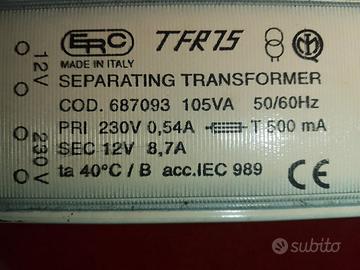 ERC TFR75
MADE IN ITALY
12V
SEPARATING TRANSFORMER
COD. 687093 105VA 50/60Hz
PRI 230V 0,54A T 500 mA
230V
SEC 12V 8,7A
ta 40°C / B acc.IEC 989
CE
subito